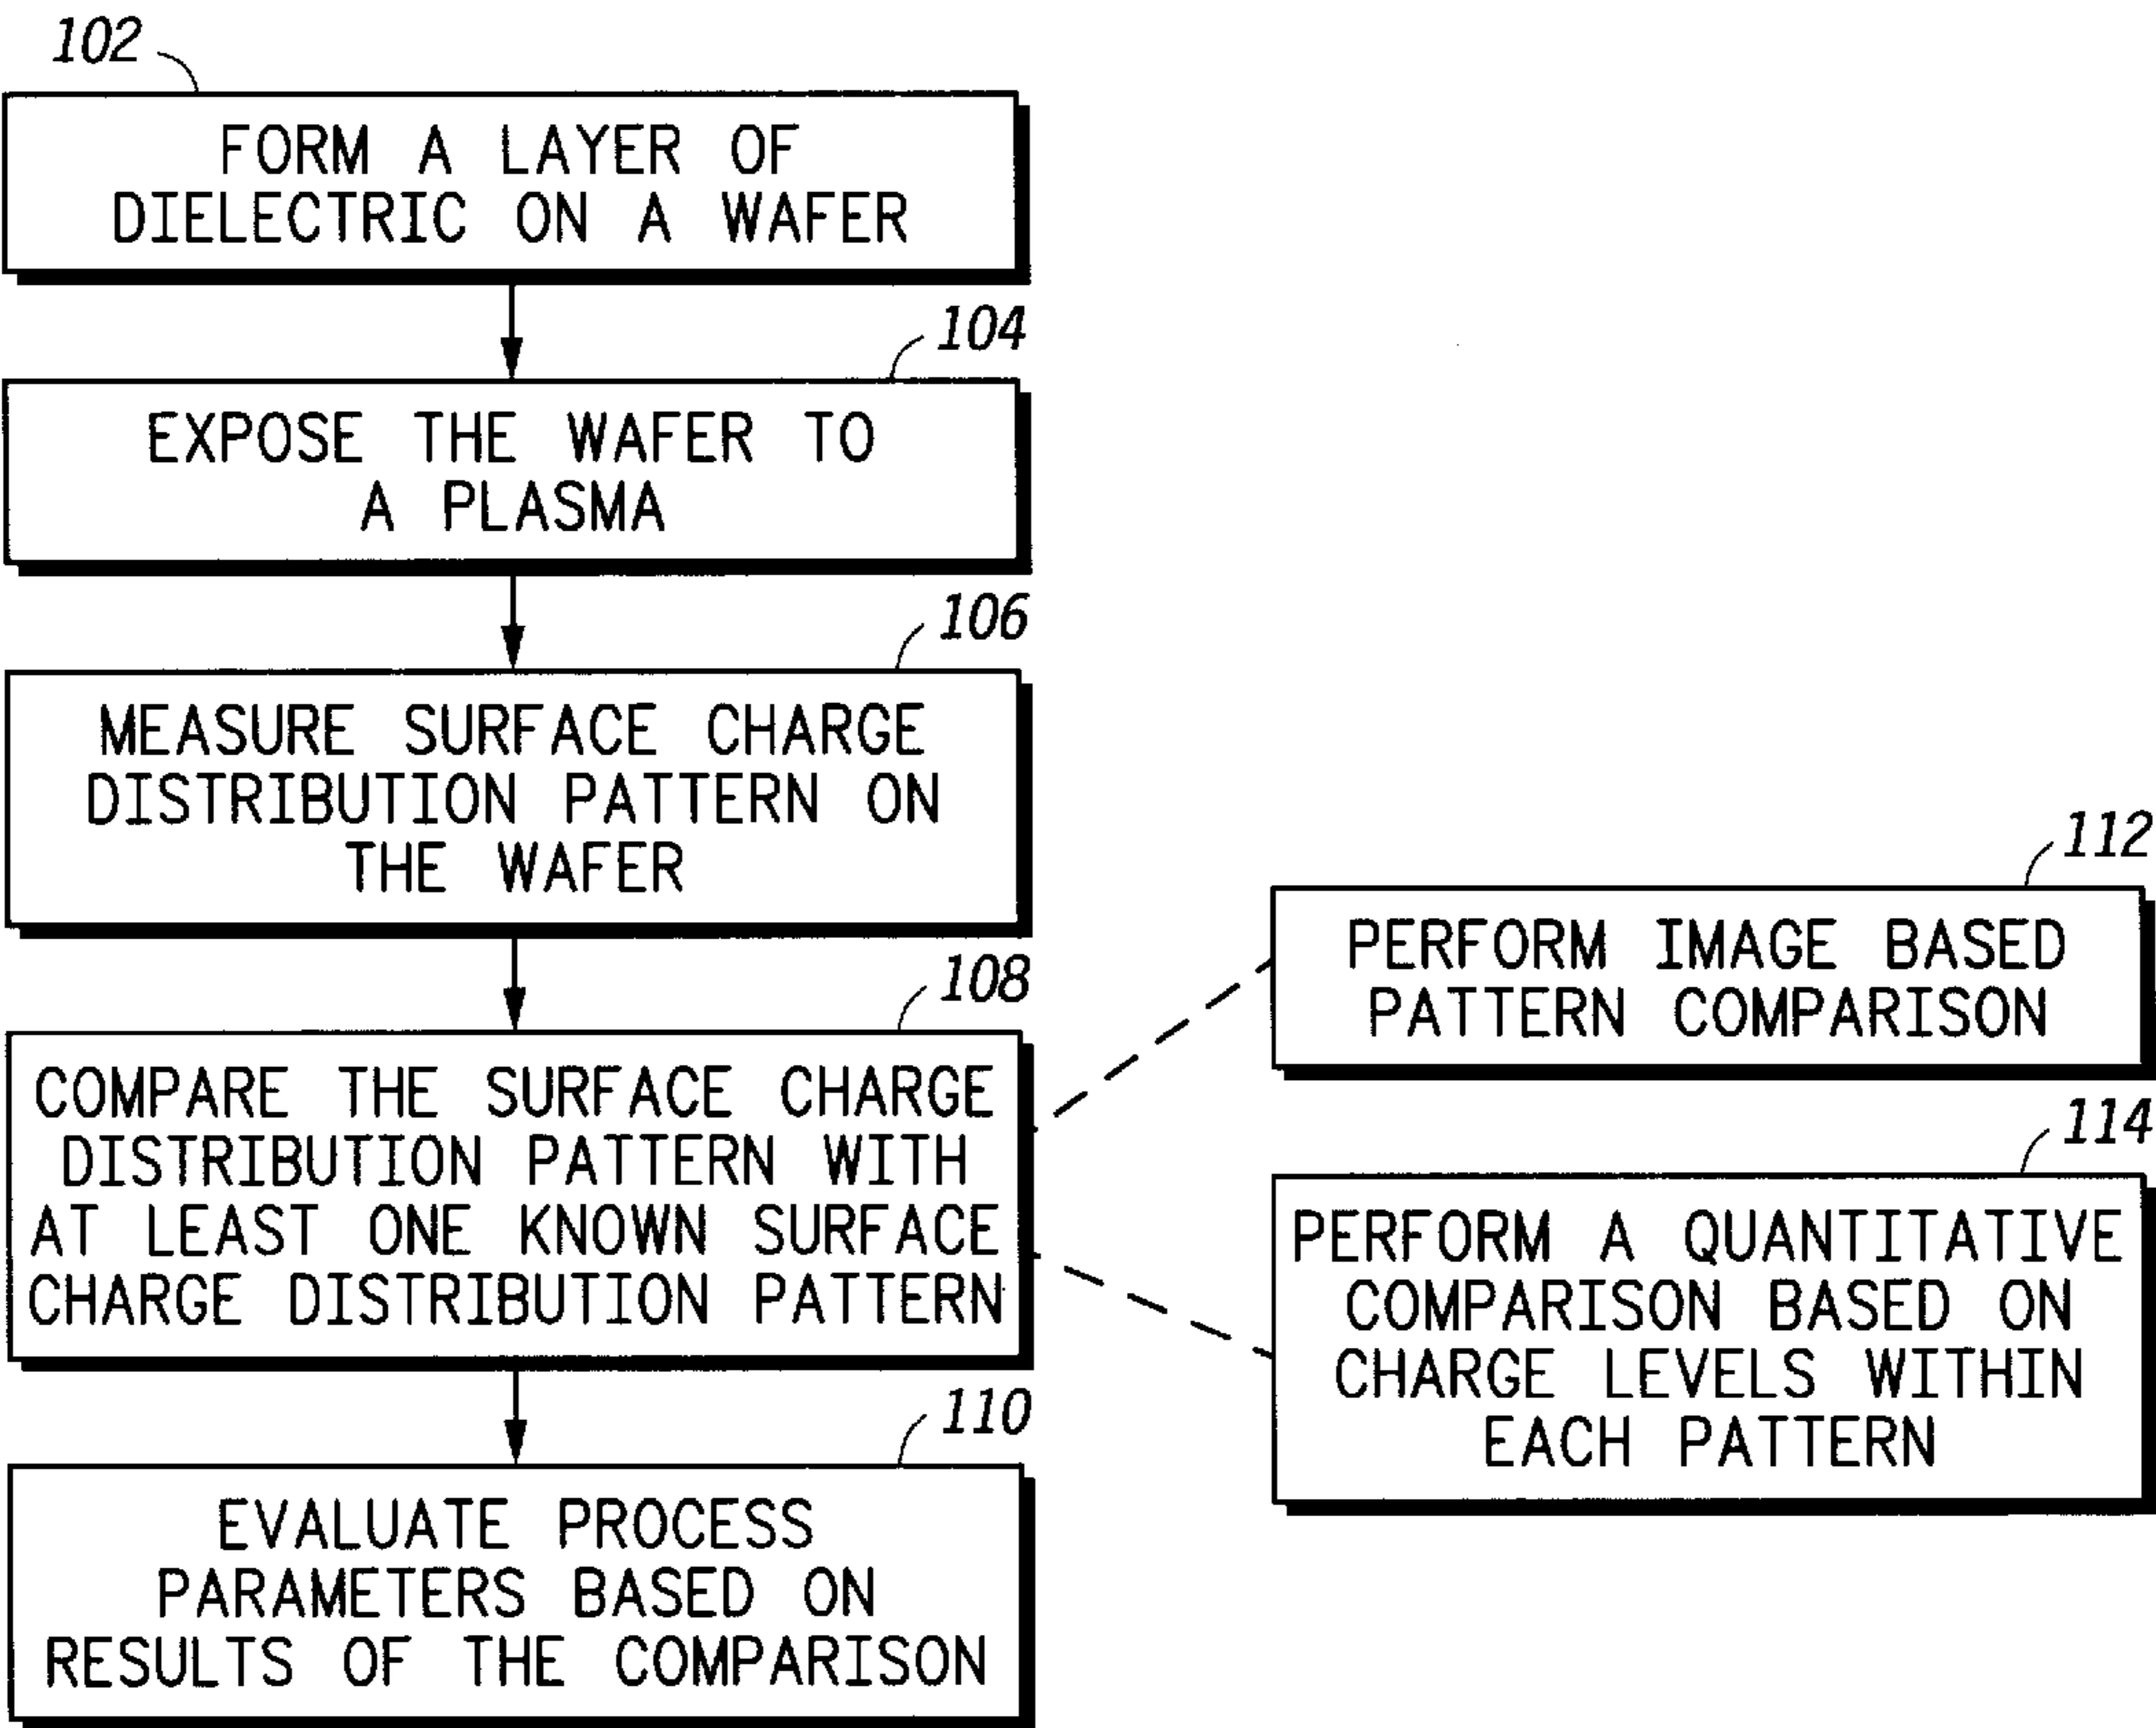 102
FORM A LAYER OF
DIELECTRIC ON A WAFER
104
EXPOSE THE WAFER TO
A PLASMA
106
MEASURE SURFACE CHARGE
DISTRIBUTION PATTERN ON
THE WAFER
108
COMPARE THE SURFACE CHARGE
DISTRIBUTION PATTERN WITH
AT LEAST ONE KNOWN SURFACE
CHARGE DISTRIBUTION PATTERN
110
EVALUATE PROCESS
PARAMETERS BASED ON
RESULTS OF THE COMPARISON
112
PERFORM IMAGE BASED
PATTERN COMPARISON
114
PERFORM A QUANTITATIVE
COMPARISON BASED ON
CHARGE LEVELS WITHIN
EACH PATTERN